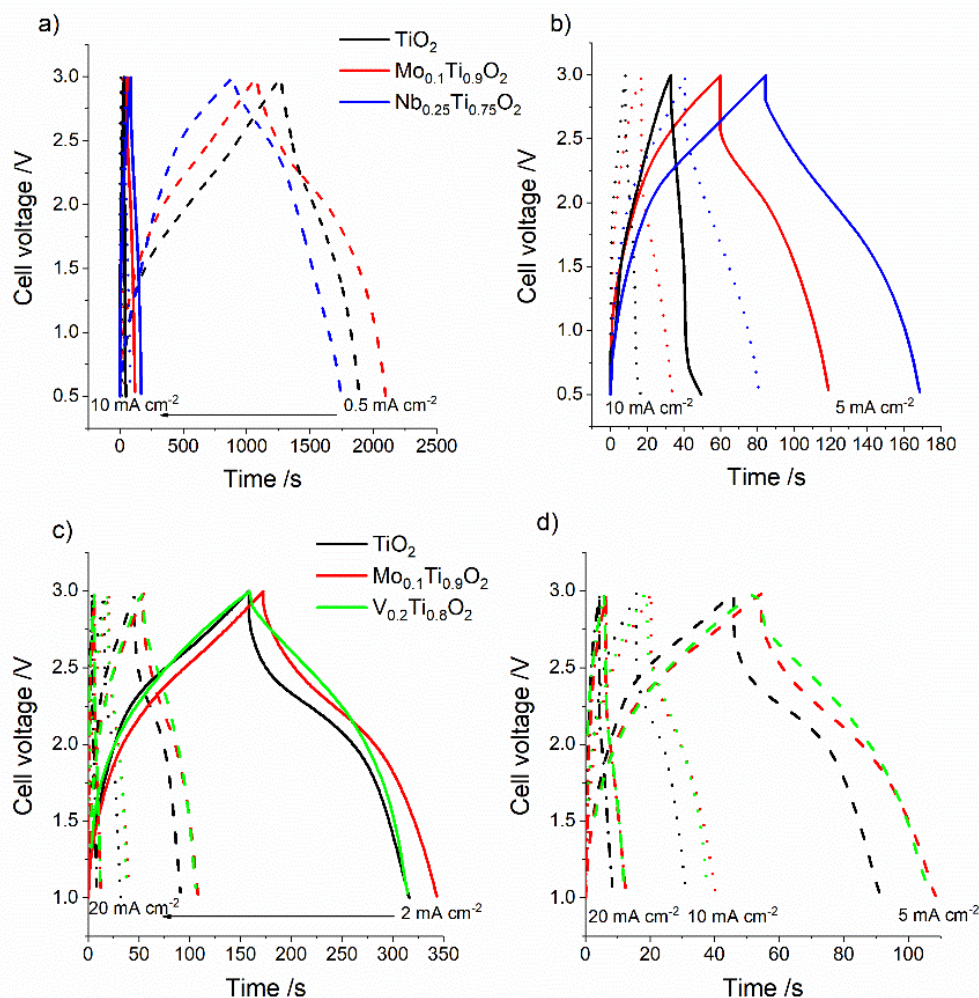 a)
TiO₂
Mo₀.₁Ti₀.₉O₂
Nb₀.₂₅Ti₀.₇₅O₂
3.0
2.5
2.0
1.5
1.0
0.5
Cell voltage /V
10 mA cm⁻²
0.5 mA cm⁻²
0 500 1000 1500 2000 2500
Time /s
b)
3.0
2.5
2.0
1.5
1.0
0.5
Cell voltage /V
10 mA cm⁻²
5 mA cm⁻²
0 20 40 60 80 100 120 140 160 180
Time /s
c)
TiO₂
Mo₀.₁Ti₀.₉O₂
V₀.₂Ti₀.₈O₂
3.0
2.5
2.0
1.5
1.0
Cell voltage /V
20 mA cm⁻²
2 mA cm⁻²
0 50 100 150 200 250 300 350
Time /s
d)
3.0
2.5
2.0
1.5
1.0
Cell voltage /V
20 mA cm⁻²
10 mA cm⁻²
5 mA cm⁻²
0 20 40 60 80 100
Time /s